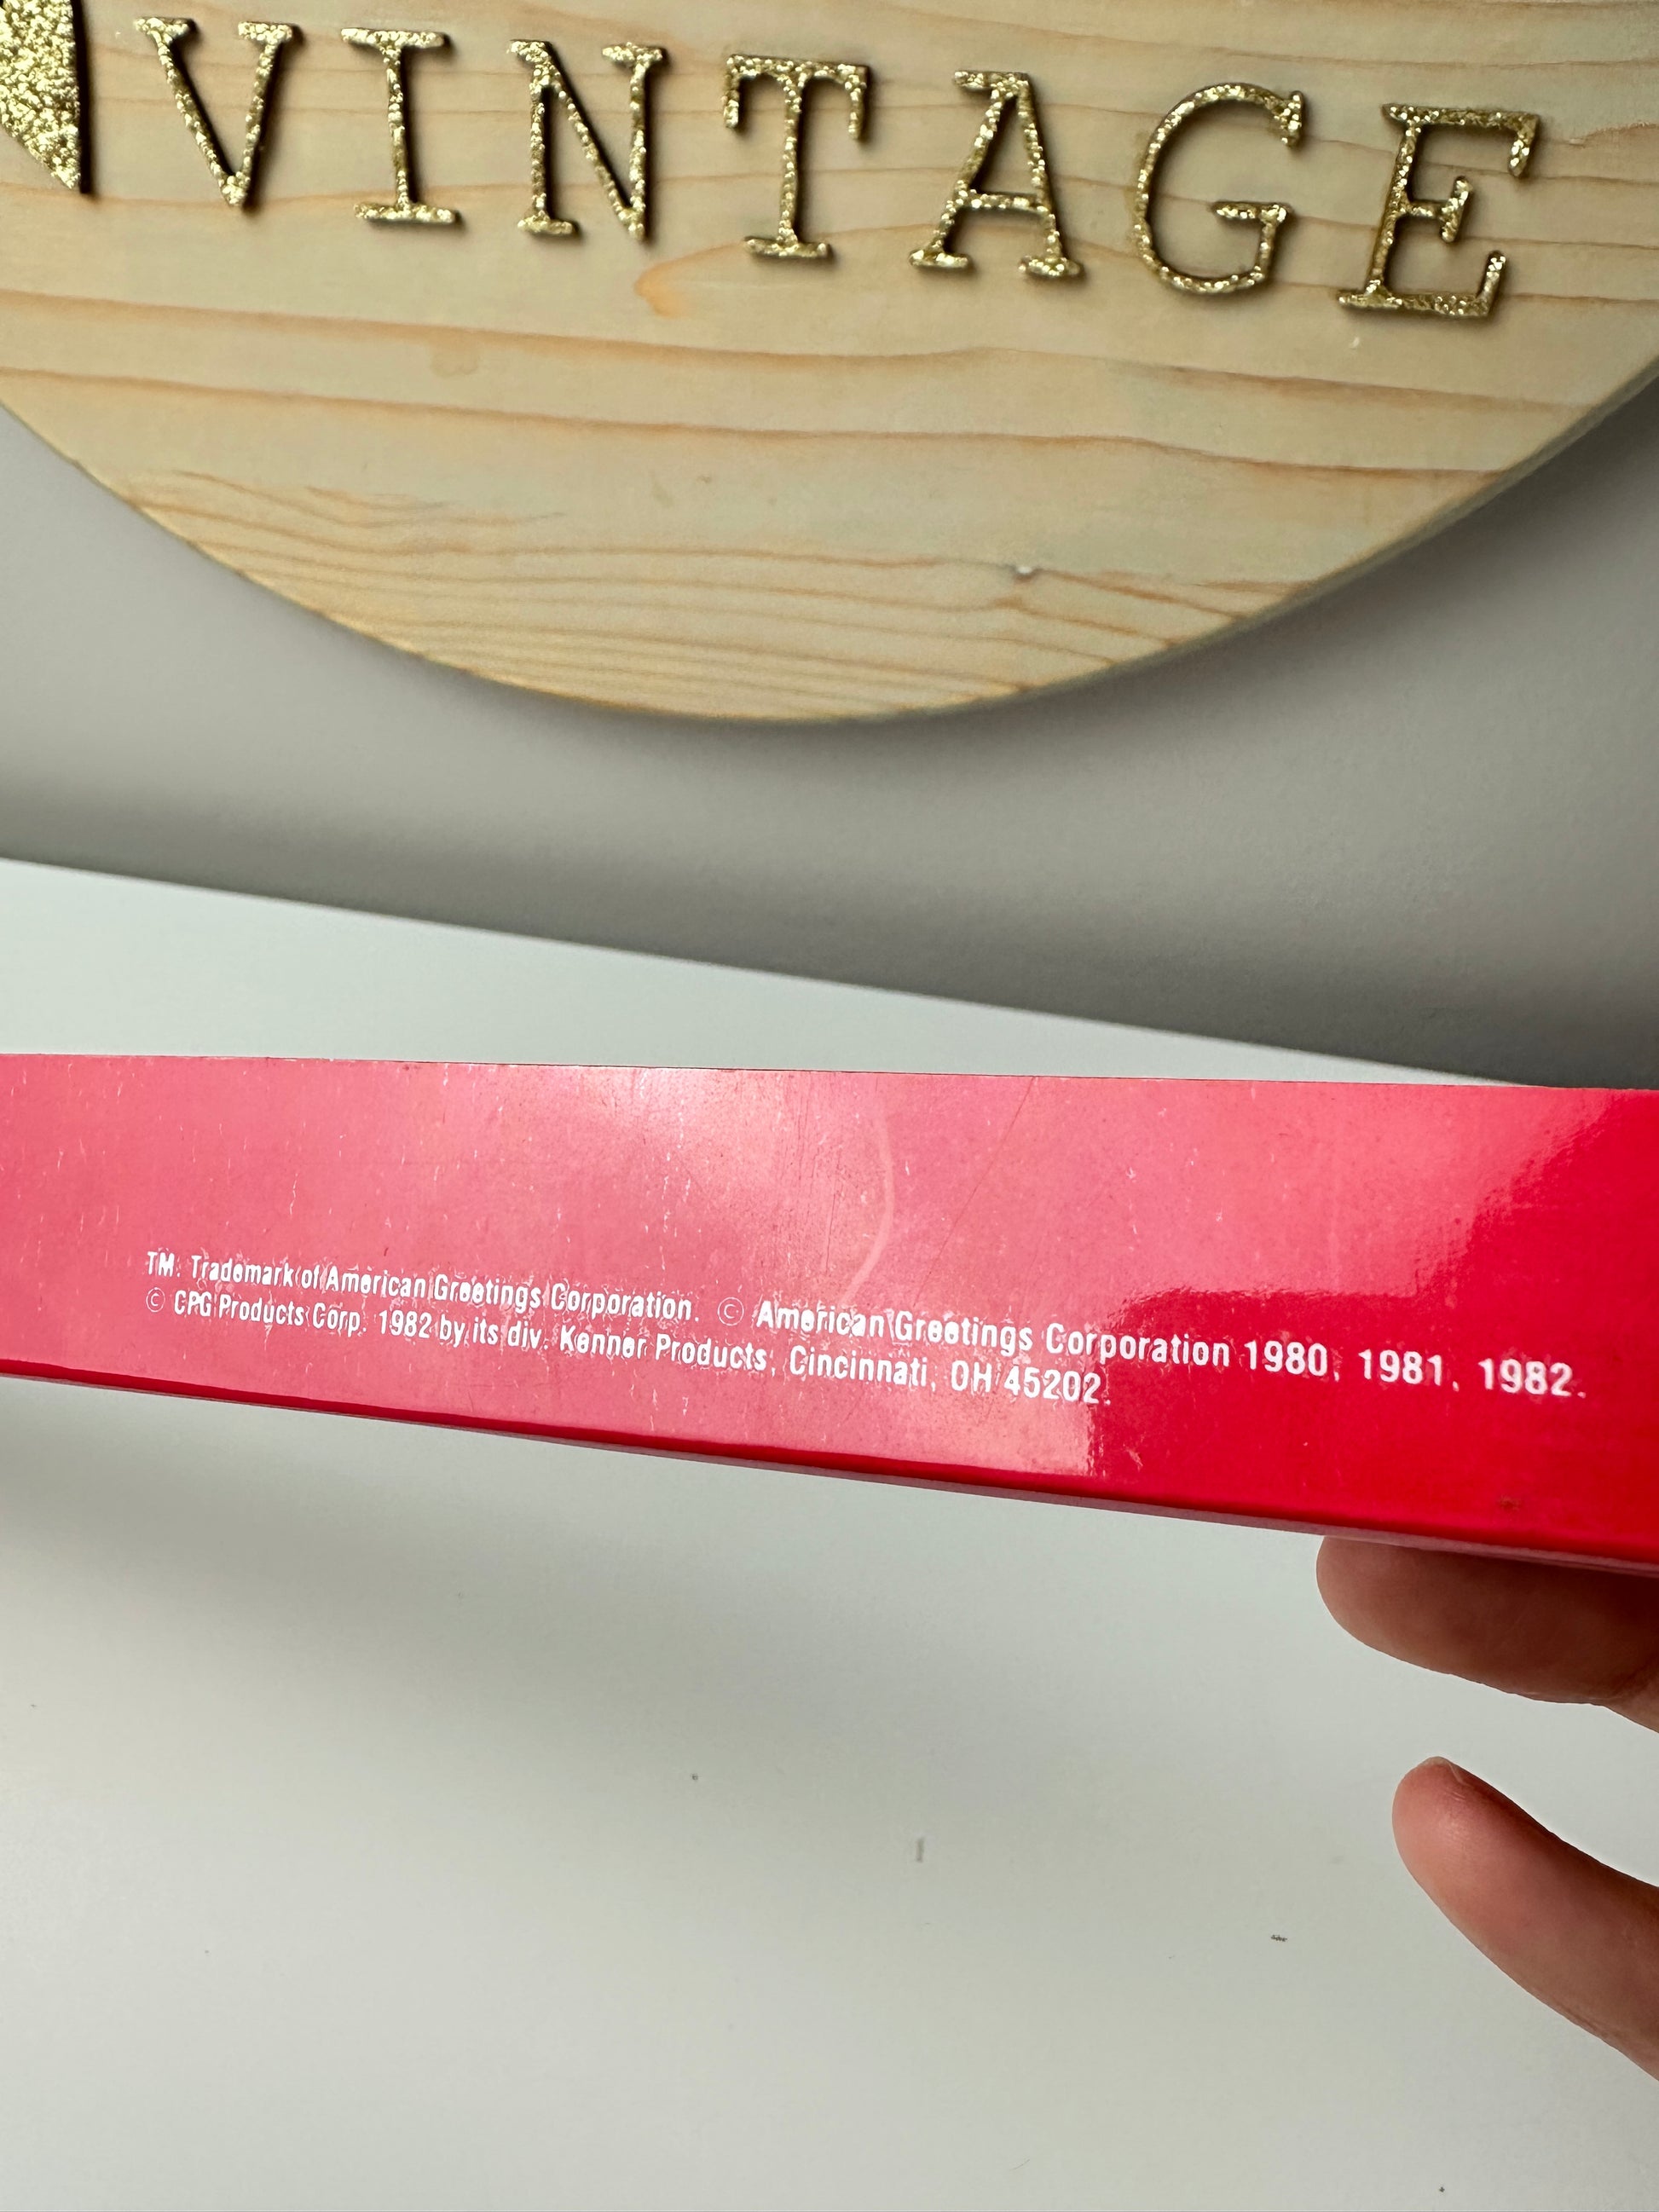 VINTAGE
TM: Trademark of American Greetings Corporation. © American Greetings Corporation 1980, 1981, 1982.
© CPG Products Corp. 1982 by its div. Kenner Products, Cincinnati, OH 45202.